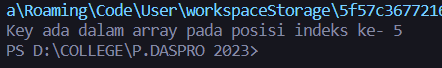 a\Roaming\Code\User\workspaceStorage\5f57c3677216
Key ada dalam array pada posisi indeks ke- 5
PS D:\COLLEGE\P.DASPRO 2023>